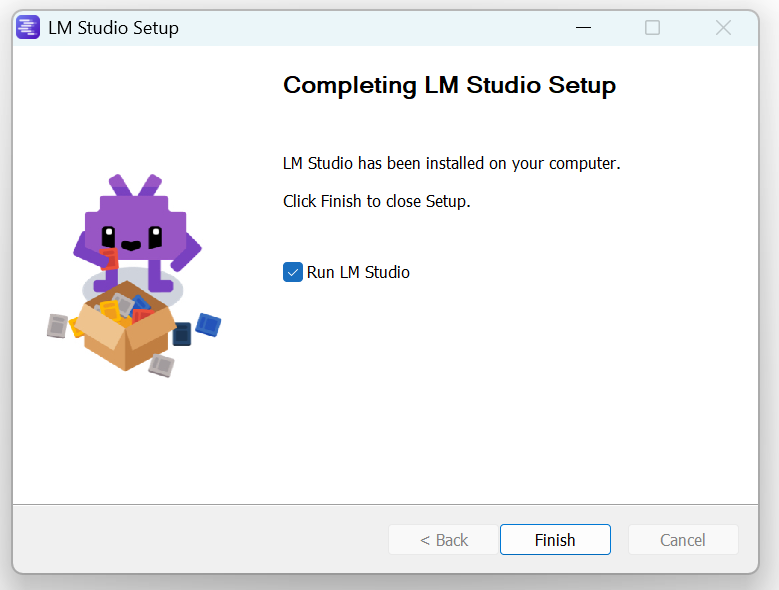 LM Studio Setup
Completing LM Studio Setup
LM Studio has been installed on your computer.
Click Finish to close Setup.
Run LM Studio
< Back
Finish
Cancel